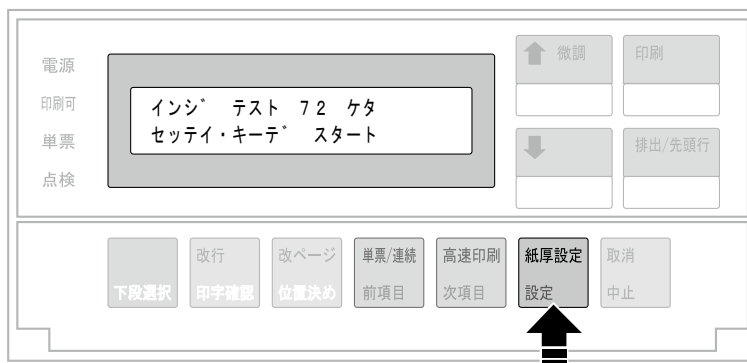 電源
印刷可
単票
点検
インジ テスト 72 ケタ
セッテイ・キーデ スタート
微調
印刷
排出/先頭行
下段選択
改行
印字確認
改ページ
位置決め
単票/連続
前項目
高速印刷
次項目
紙厚設定
設定
取消
中止